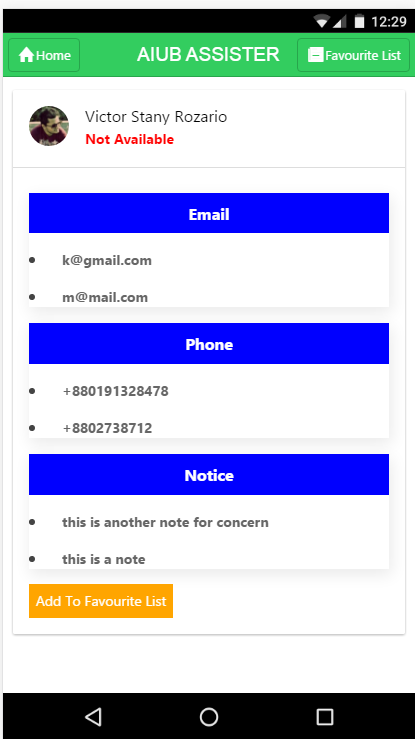 12:29
Home
AIUB ASSISTER
Favourite List
Victor Stany Rozario
Not Available
Email
k@gmail.com
m@mail.com
Phone
+880191328478
+8802738712
Notice
this is another note for concern
this is a note
Add To Favourite List